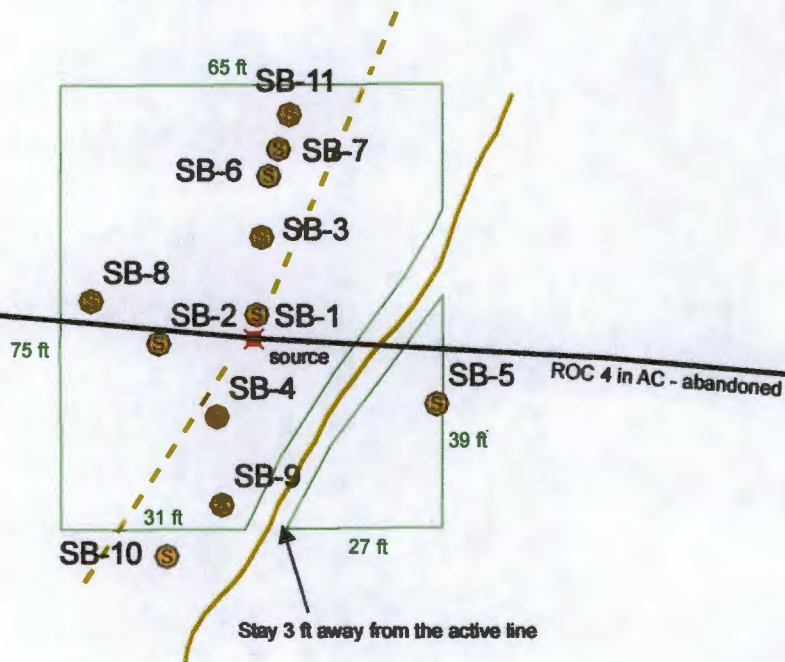 65 ft
SB-11
SB-7
SB-6
SB-3
SB-8
SB-2
SB-1
source
75 ft
ROC 4 in AC - abandoned
SB-5
SB-4
39 ft
SB-9
31 ft
27 ft
SB-10
Stay 3 ft away from the active line
S
S
S
S
S
S